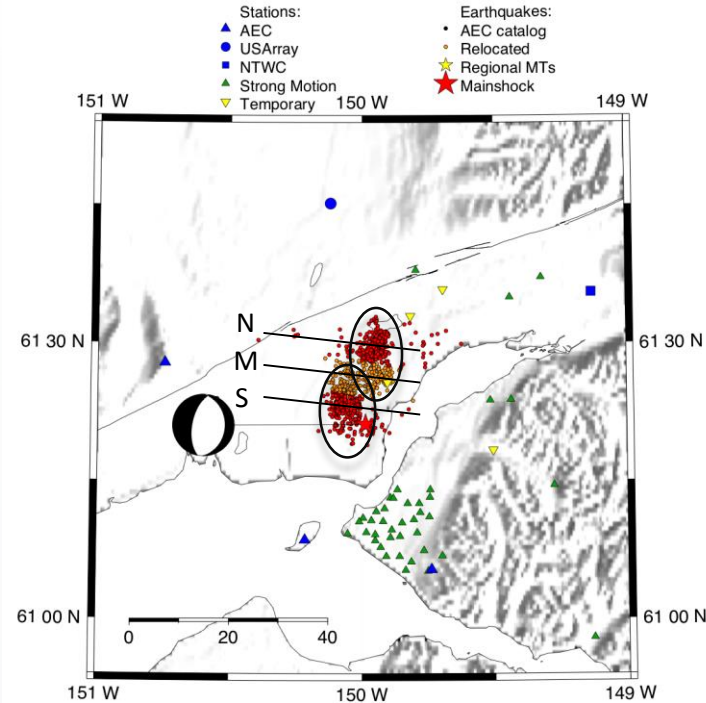 Stations:
AEC
USArray
NTWC
Strong Motion
Temporary
Earthquakes:
AEC catalog
Relocated
Regional MTs
Mainshock
151 W
150 W
149 W
N
M
S
61 30 N
61 30 N
61 00 N
61 00 N
0
20
40
151 W
150 W
149 W